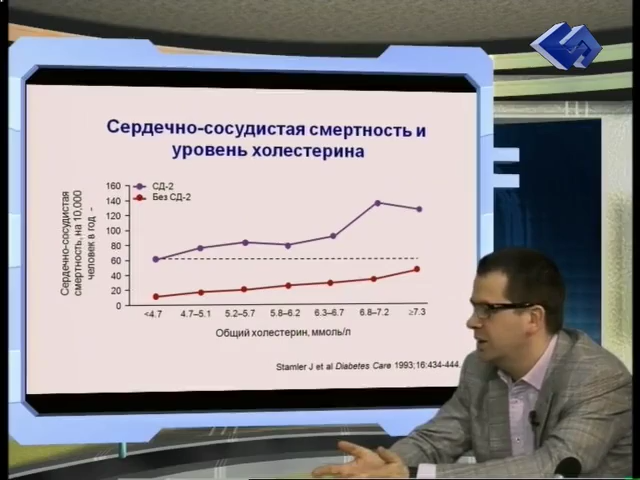 Сердечно-сосудистая смертность и
уровень холестерина
Сердечно-сосудистая
смертность, на 10,000
человек в год -
160
140
120
100
80
60
40
20
0
СД-2
Без СД-2
<4.7
4.7–5.1
5.2–5.7
5.8–6.2
6.3–6.7
6.8–7.2
≥7.3
Общий холестерин, ммоль/л
Stamler J et al Diabetes Care 1993;16:434-444.